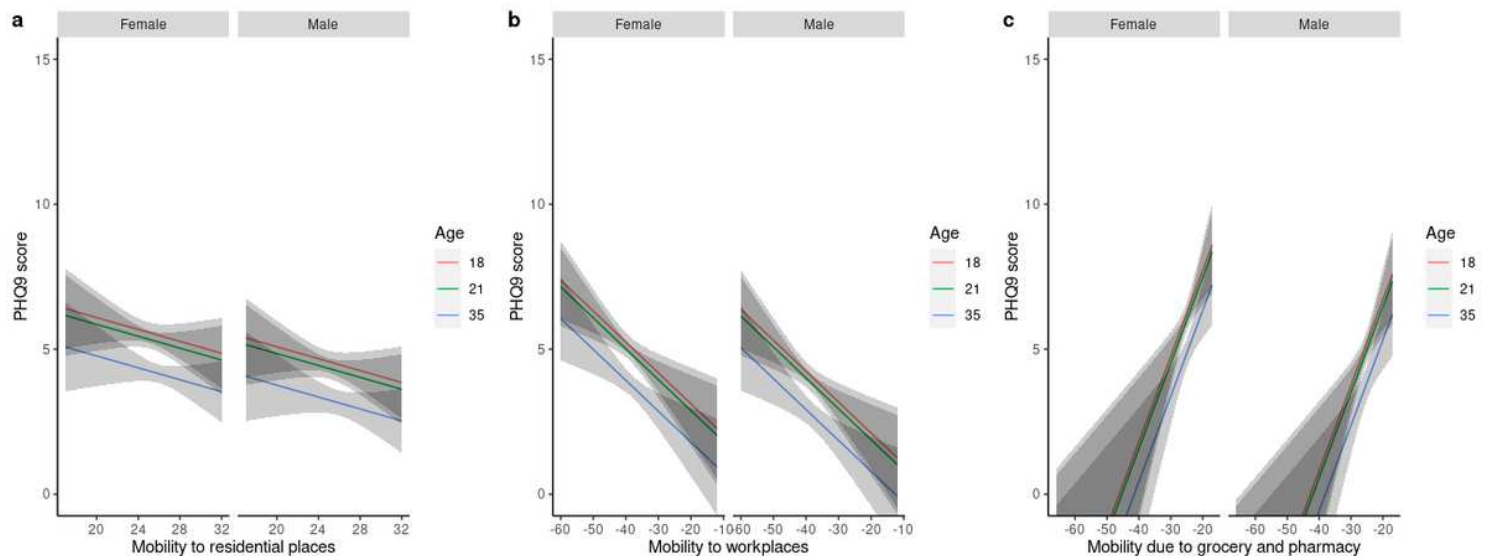 a
Female Male
15
10
5
0
PHQ9 score
20 24 28 32 20 24 28 32
Mobility to residential places
Age
18
21
35
b
Female Male
15
10
5
0
PHQ9 score
-60 -50 -40 -30 -20 -10 -60 -50 -40 -30 -20 -10
Mobility to workplaces
Age
18
21
35
c
Female Male
15
10
5
0
PHQ9 score
-60 -50 -40 -30 -20 -60 -50 -40 -30 -20
Mobility due to grocery and pharmacy
Age
18
21
35